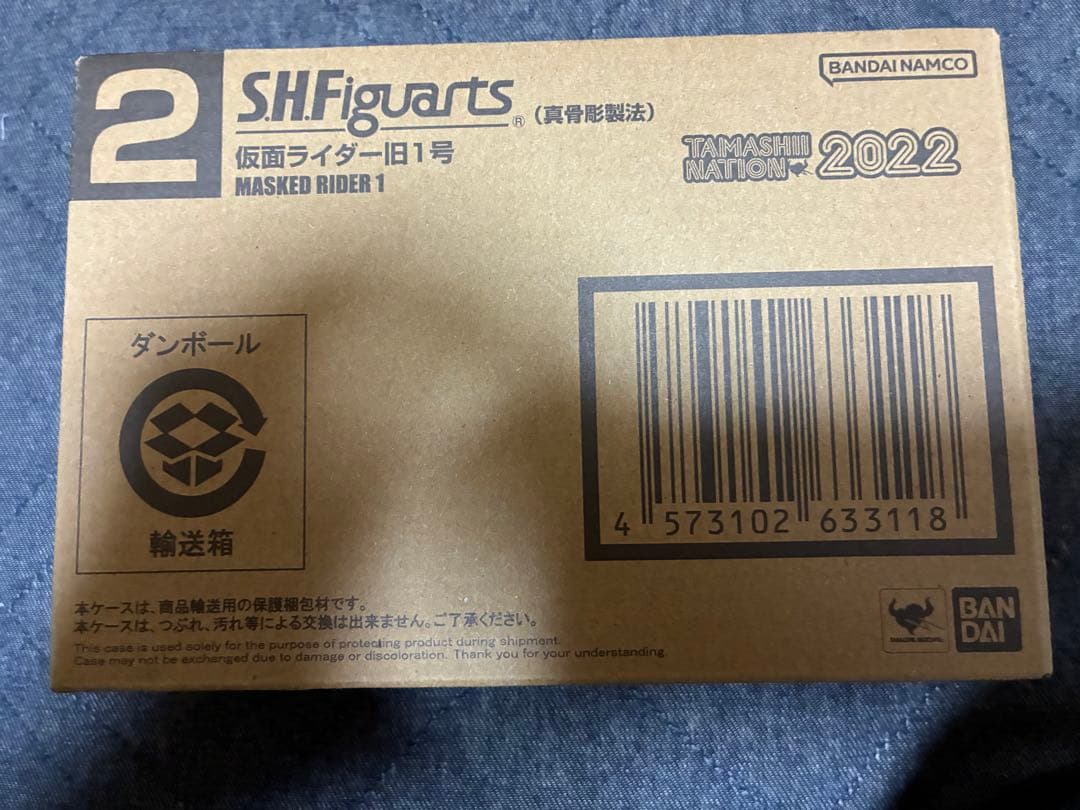 2
S.H.Figuarts® (真骨彫製法)
仮面ライダー旧1号
MASKED RIDER 1
BANDAI NAMCO
TAMASHII
NATION 2022
ダンボール
輸送箱
4 573102 633118
本ケースは、商品輸送用の保護梱包材です。
本ケースは、つぶれ、汚れ等による交換は出来ません。ご了承ください。
This case is used solely for the purpose of protecting product during shipment.
Case may not be exchanged due to damage or discoloration. Thank you for your understanding.
BAN
DAI